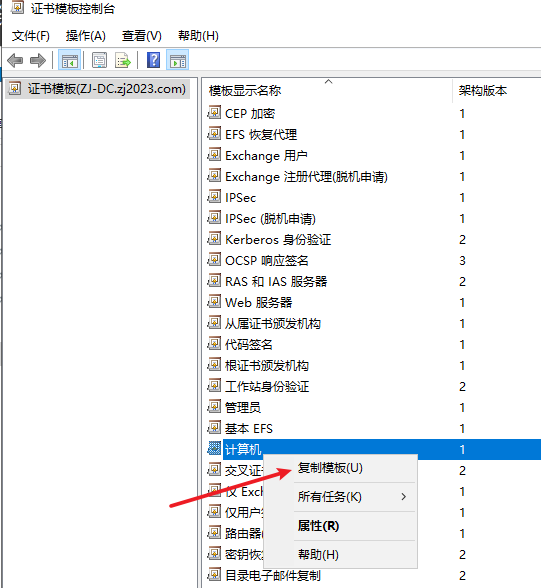 证书模板控制台
文件(F) 操作(A) 查看(V) 帮助(H)
证书模板(ZJ-DC.zj2023.com)
模板显示名称 架构版本
CEP 加密 1
EFS 恢复代理 1
Exchange 用户 1
Exchange 注册代理(脱机申请) 1
IPSec 1
IPSec (脱机申请) 1
Kerberos 身份验证 2
OCSP 响应签名 3
RAS 和 IAS 服务器 2
Web 服务器 1
从属证书颁发机构 1
代码签名 1
根证书颁发机构 1
工作站身份验证 2
管理员 1
基本 EFS 1
计算机 1
复制模板(U)
交叉证 2
所有任务(K)
仅 Exc 1
仅用户 1
属性(R)
路由器( 1
帮助(H)
密钥恢 2
目录电子邮件复制 2